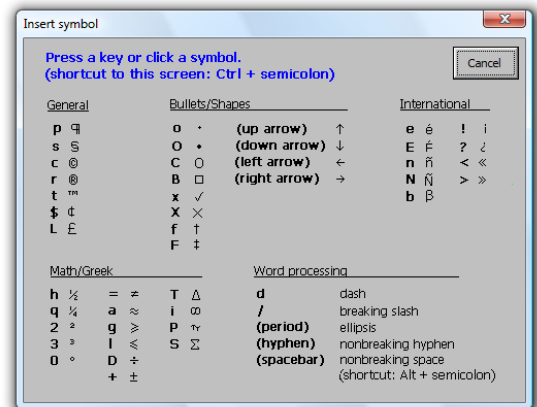 Insert symbol
Press a key or click a symbol.
(shortcut to this screen: Ctrl + semicolon)
Cancel
General
p ¶
s §
c ©
r ®
t ™
$ ¢
L £
Bullets/Shapes
o ·
O •
C ○
B □
x ✓
X ×
f †
F ‡
(up arrow) ↑
(down arrow) ↓
(left arrow) ←
(right arrow) →
International
e é
E É
n ñ
N Ñ
b β
! ¡
? ¿
< «
> »
Math/Greek
h ½
q ¼
2 ²
3 ³
0 °
= ≠
a ≈
g ≥
l ≤
D ÷
+ ±
T Δ
i ∞
P π
S Σ
Word processing
d dash
/ breaking slash
(period) ellipsis
(hyphen) nonbreaking hyphen
(spacebar) nonbreaking space
(shortcut: Alt + semicolon)